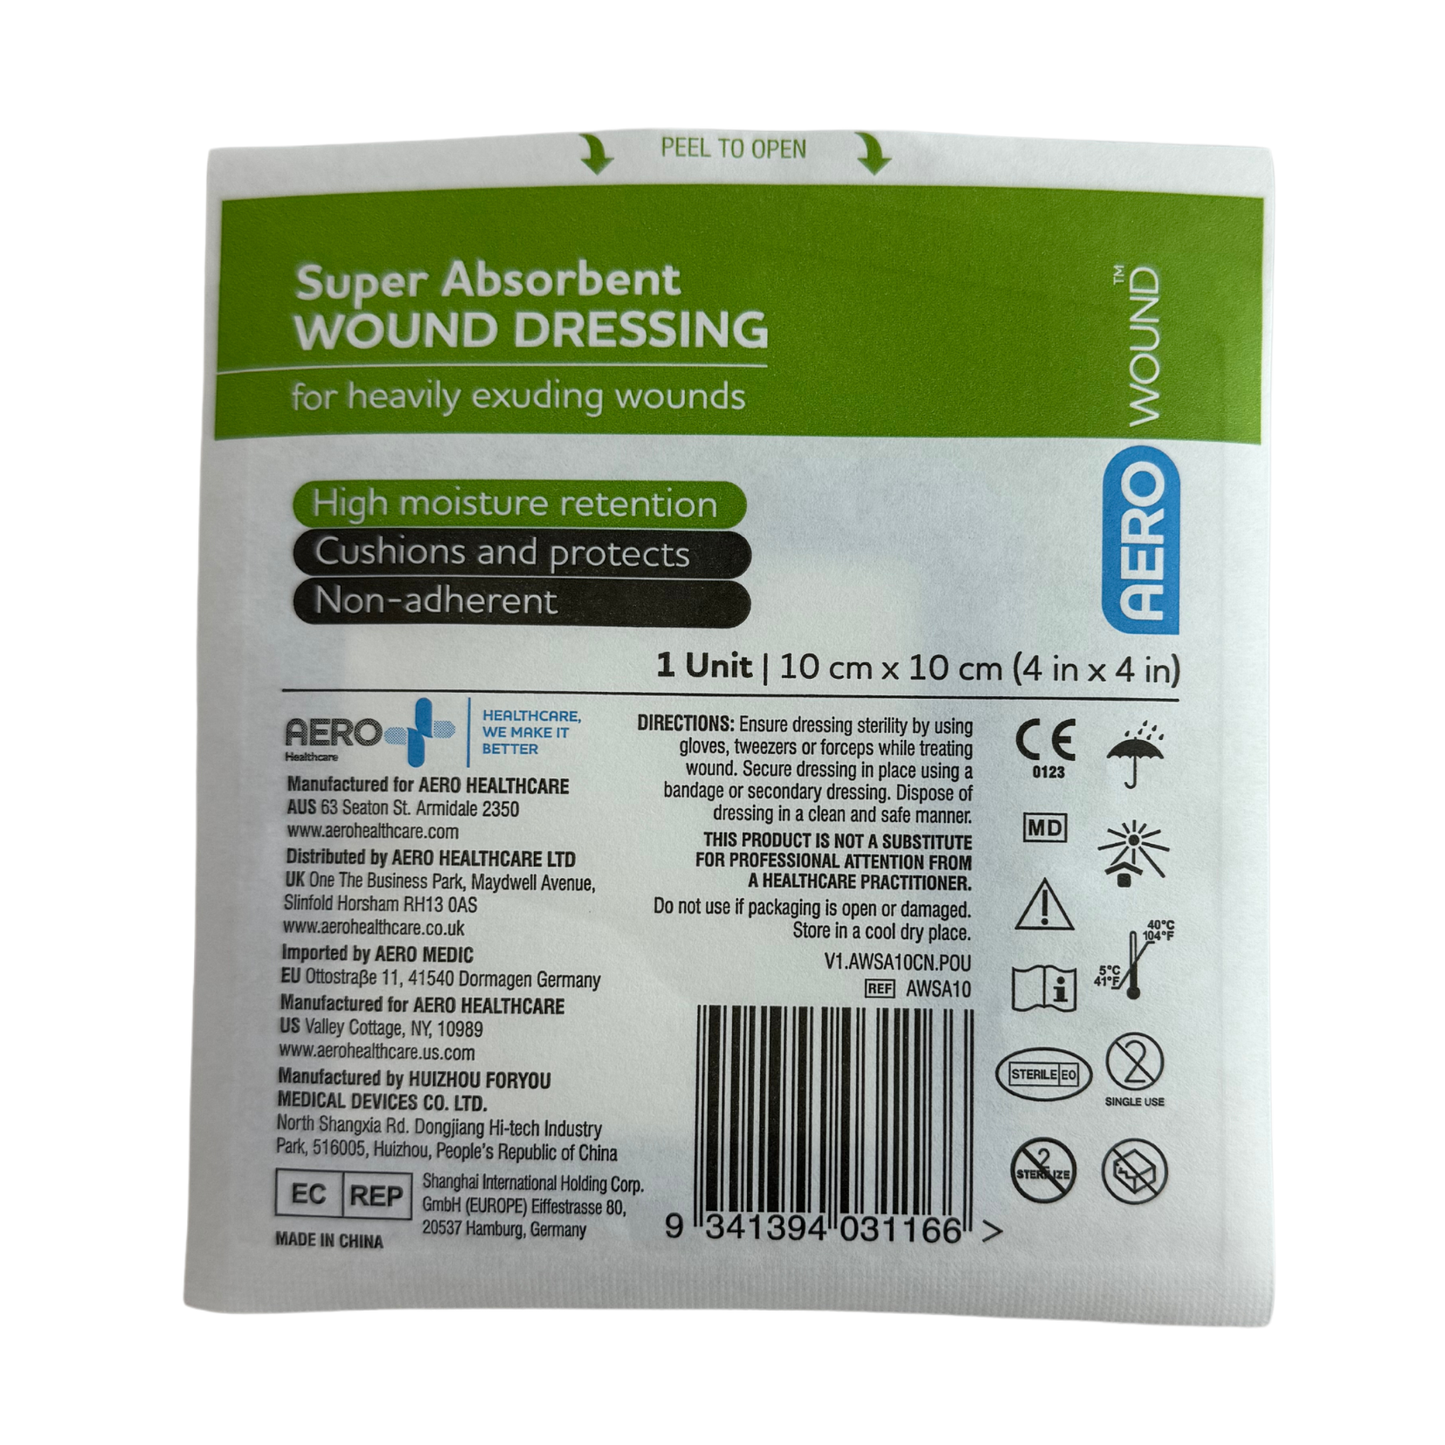 PEEL TO OPEN
Super Absorbent
WOUND DRESSING
for heavily exuding wounds
AERO WOUND™
High moisture retention
Cushions and protects
Non-adherent
1 Unit | 10 cm x 10 cm (4 in x 4 in)
AERO
Healthcare
HEALTHCARE,
WE MAKE IT
BETTER
Manufactured for AERO HEALTHCARE
AUS 63 Seaton St. Armidale 2350
www.aerohealthcare.com
Distributed by AERO HEALTHCARE LTD
UK One The Business Park, Maydwell Avenue,
Slinfold Horsham RH13 0AS
www.aerohealthcare.co.uk
Imported by AERO MEDIC
EU Ottostraße 11, 41540 Dormagen Germany
Manufactured for AERO HEALTHCARE
US Valley Cottage, NY, 10989
www.aerohealthcare.us.com
Manufactured by HUIZHOU FORYOU
MEDICAL DEVICES CO. LTD.
North Shangxia Rd. Dongjiang Hi-tech Industry
Park, 516005, Huizhou, People's Republic of China
EC REP
Shanghai International Holding Corp.
GmbH (EUROPE) Eiffestrasse 80,
20537 Hamburg, Germany
MADE IN CHINA
DIRECTIONS: Ensure dressing sterility by using
gloves, tweezers or forceps while treating
wound. Secure dressing in place using a
bandage or secondary dressing. Dispose of
dressing in a clean and safe manner.
THIS PRODUCT IS NOT A SUBSTITUTE
FOR PROFESSIONAL ATTENTION FROM
A HEALTHCARE PRACTITIONER.
Do not use if packaging is open or damaged.
Store in a cool dry place.
V1.AWSA10CN.POU
REF AWSA10
9 341394 031166 >
CE
0123
MD
40°C
104°F
5°C
41°F
i
STERILE EO
2
SINGLE USE
2
STERILIZE